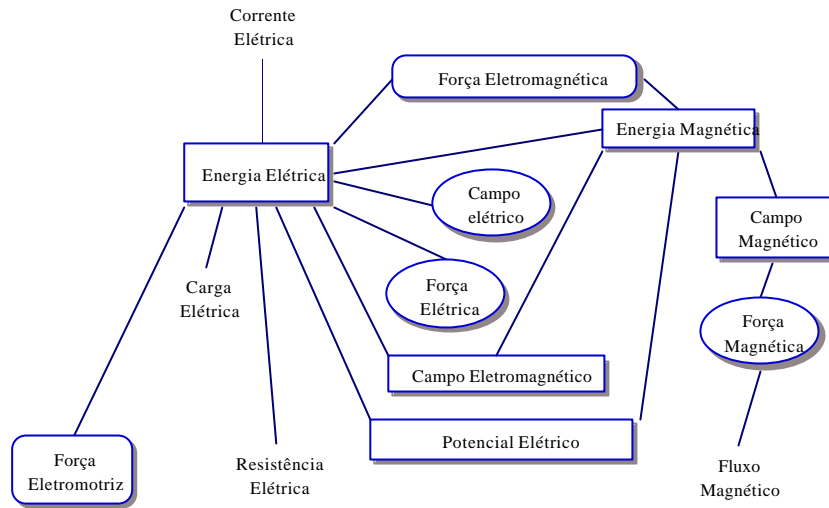 Corrente
Elétrica
Força Eletromagnética
Energia Magnética
Energia Elétrica
Campo
elétrico
Campo
Magnético
Força
Elétrica
Carga
Elétrica
Força
Magnética
Campo Eletromagnético
Potencial Elétrico
Força
Eletromotriz
Resistência
Elétrica
Fluxo
Magnético